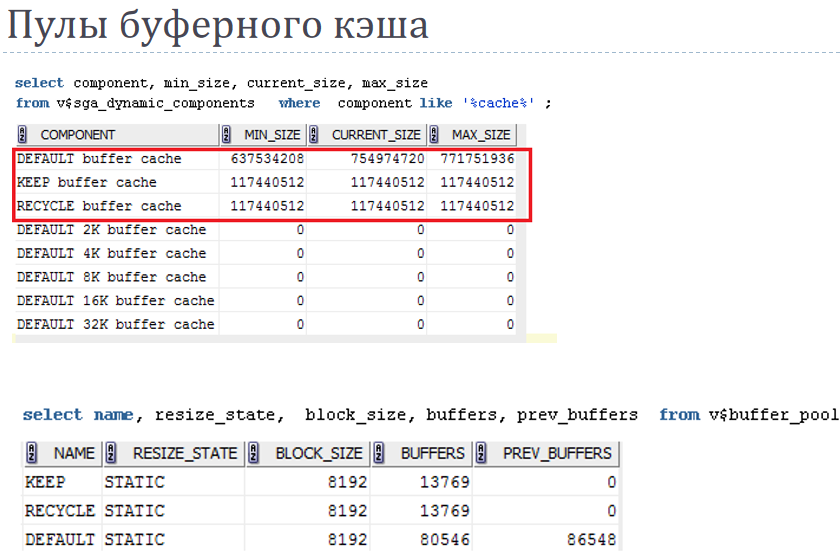 Пулы буферного кэша
select component, min_size, current_size, max_size
from v$sga_dynamic_components where component like '%cache%' ;
COMPONENT MIN_SIZE CURRENT_SIZE MAX_SIZE
DEFAULT buffer cache 637534208 754974720 771751936
KEEP buffer cache 117440512 117440512 117440512
RECYCLE buffer cache 117440512 117440512 117440512
DEFAULT 2K buffer cache 0 0 0
DEFAULT 4K buffer cache 0 0 0
DEFAULT 8K buffer cache 0 0 0
DEFAULT 16K buffer cache 0 0 0
DEFAULT 32K buffer cache 0 0 0
select name, resize_state, block_size, buffers, prev_buffers from v$buffer_pool
NAME RESIZE_STATE BLOCK_SIZE BUFFERS PREV_BUFFERS
KEEP STATIC 8192 13769 0
RECYCLE STATIC 8192 13769 0
DEFAULT STATIC 8192 80546 86548